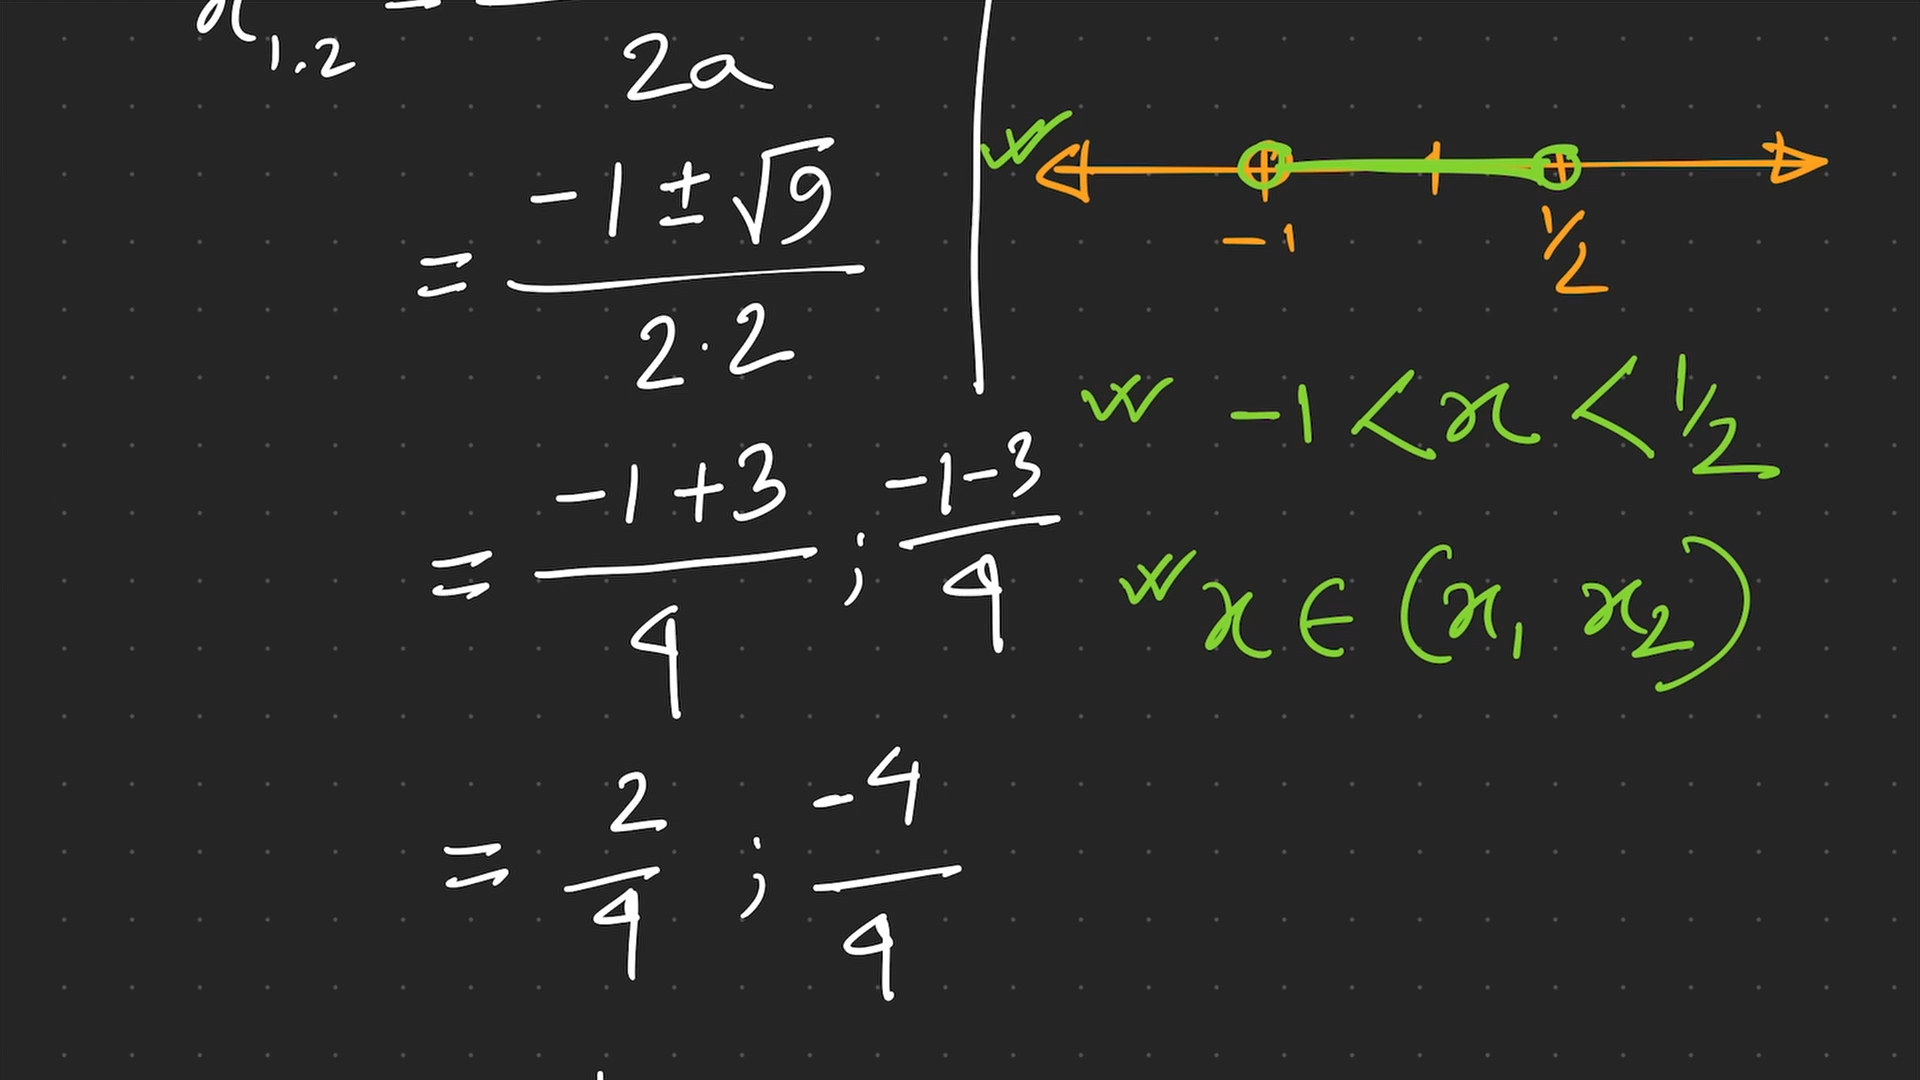 x₁.₂ =
2a
= (-1 ± √9) / (2·2)
= (-1+3) / 4 ; (-1-3) / 4
= 2/4 ; -4/4
-1 1/2
-1 < x < 1/2
x ∈ (x₁ x₂)